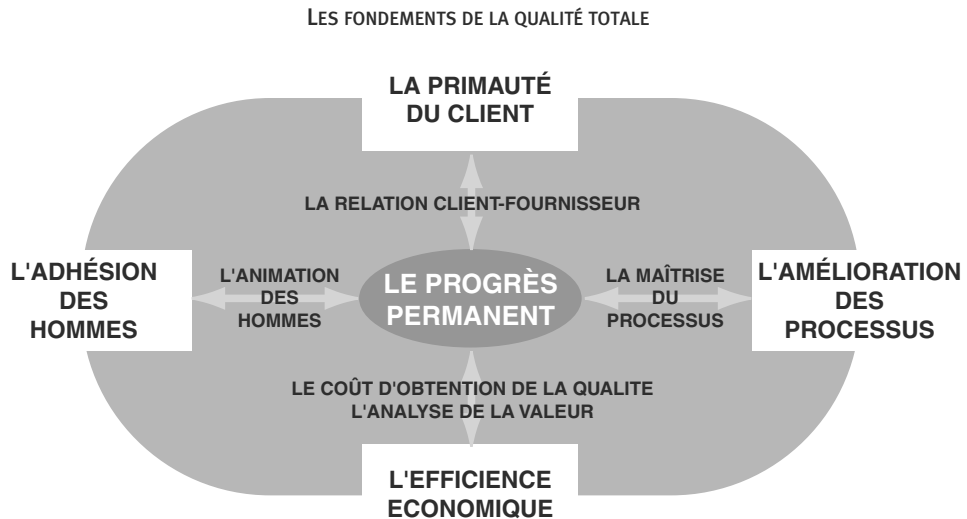 LES FONDEMENTS DE LA QUALITÉ TOTALE
LA PRIMAUTÉ
DU CLIENT
LA RELATION CLIENT-FOURNISSEUR
L'ADHÉSION
DES
HOMMES
L'ANIMATION
DES
HOMMES
LE PROGRÈS
PERMANENT
LA MAÎTRISE
DU
PROCESSUS
L'AMÉLIORATION
DES
PROCESSUS
LE COÛT D'OBTENTION DE LA QUALITE
L'ANALYSE DE LA VALEUR
L'EFFICIENCE
ECONOMIQUE